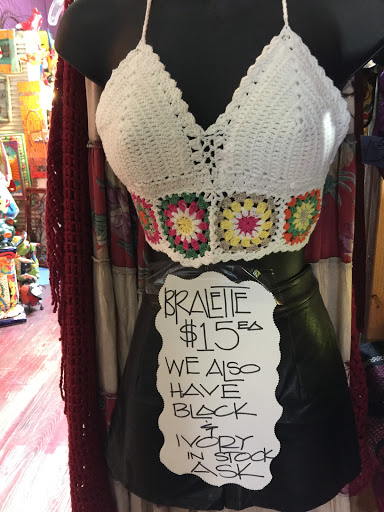 BRALETTE
$15EA
WE ALSO
HAVE
BLACK
&
IVORY
IN STOCK
ASK